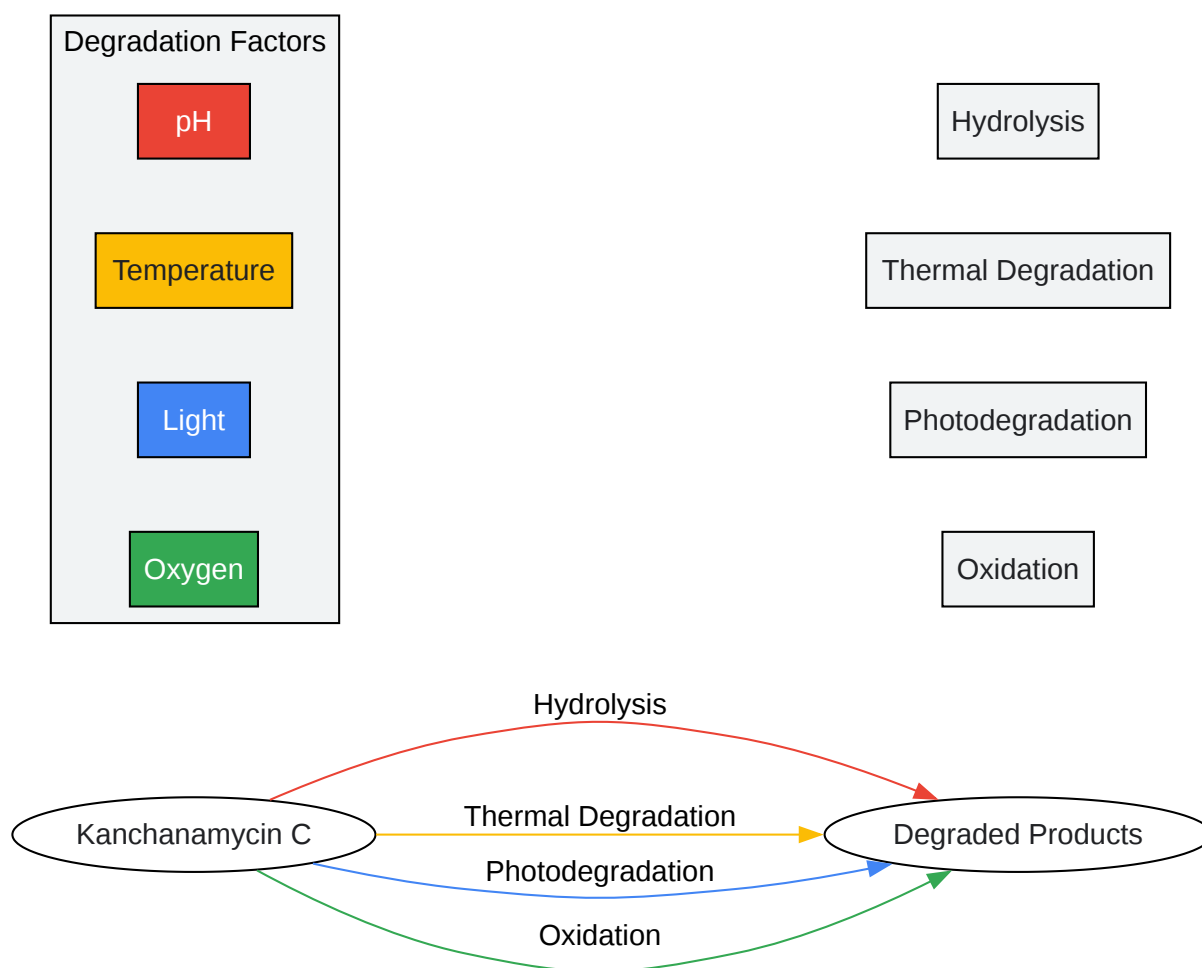 Degradation Factors
pH
Hydrolysis
Temperature
Thermal Degradation
Light
Photodegradation
Oxygen
Oxidation
Hydrolysis
Thermal Degradation
Kanchanamycin C
Degraded Products
Photodegradation
Oxidation